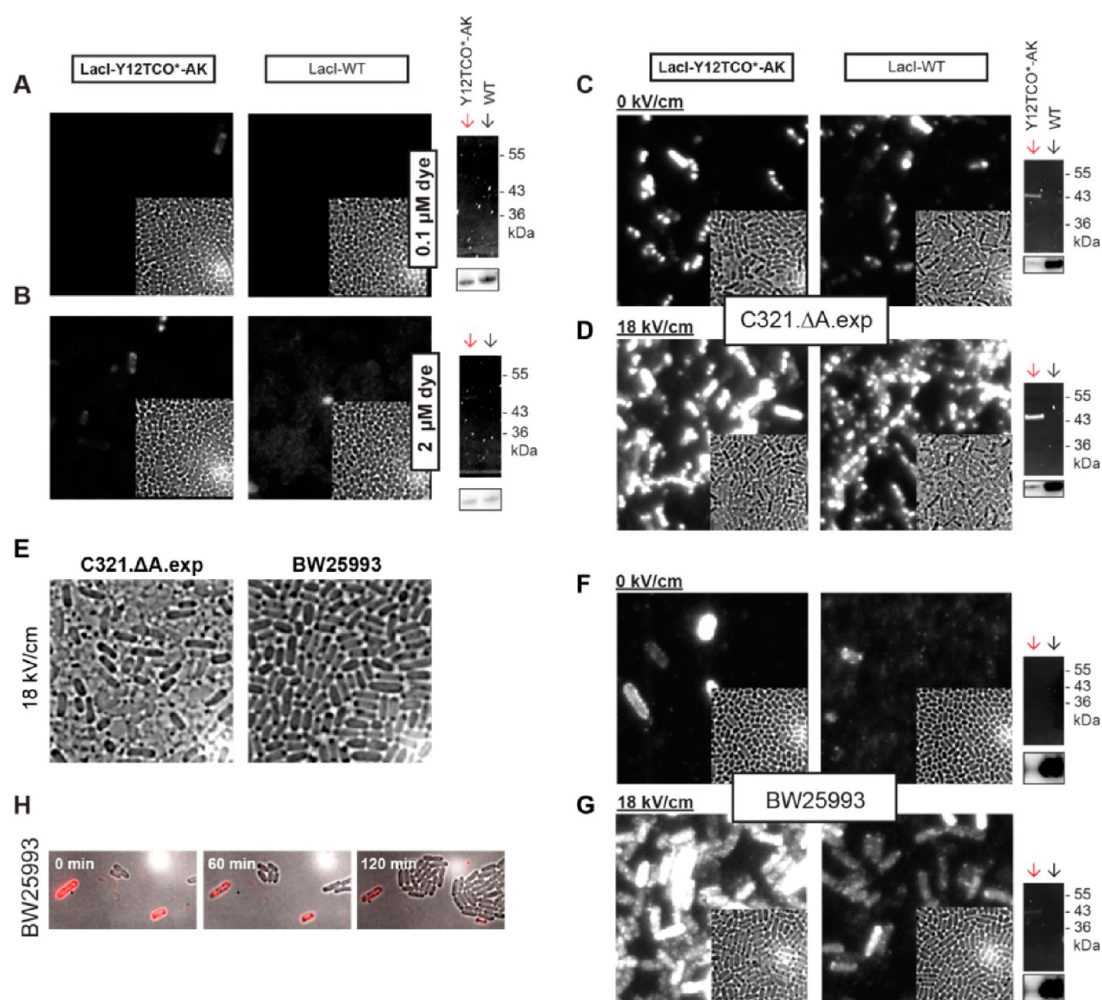 LacI-Y12TCO*-AK
LacI-WT
Y12TCO*-AK
WT
A
0.1 µM dye
- 55
- 43
- 36
kDa
B
2 µM dye
- 55
- 43
- 36
kDa
LacI-Y12TCO*-AK
LacI-WT
Y12TCO*-AK
WT
C
0 kV/cm
- 55
- 43
- 36
kDa
C321.ΔA.exp
D
18 kV/cm
- 55
- 43
- 36
kDa
E
C321.ΔA.exp
BW25993
18 kV/cm
F
0 kV/cm
- 55
- 43
- 36
kDa
BW25993
G
18 kV/cm
- 55
- 43
- 36
kDa
H
BW25993
0 min
60 min
120 min